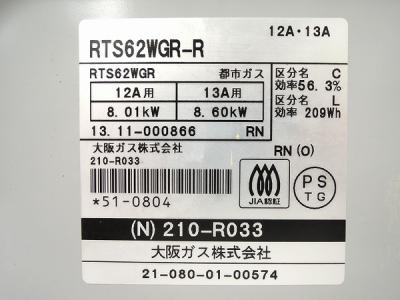 12A・13A
RTS62WGR-R
RTS62WGR 都市ガス
12A用 13A用
8.01kW 8.60kW
13.11-000866 RN
区分名 C
効率56.3%
区分名 L
効率 209Wh
大阪ガス株式会社
210-R033
RN(O)
*51-0804
JIA認証
PS
TG
(N) 210-R033
大阪ガス株式会社
21-080-01-00574